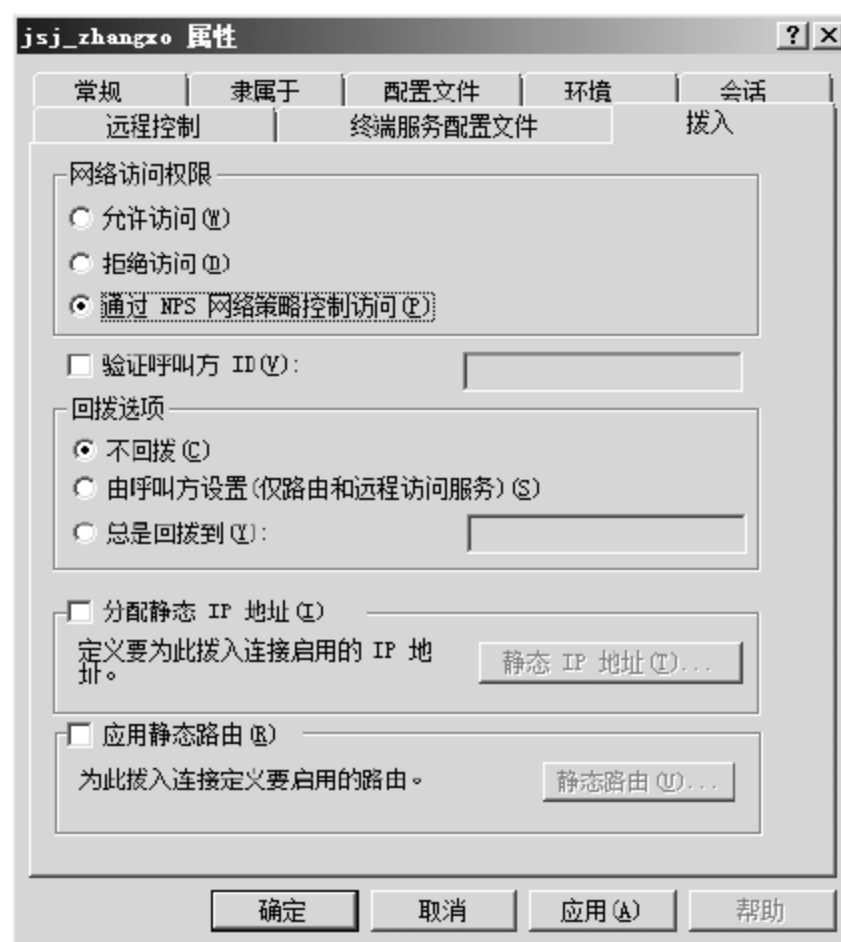 jsj_zhangxo 属性
常规 隶属于 配置文件 环境 会话
远程控制 终端服务配置文件 拨入
网络访问权限
允许访问(W)
拒绝访问(D)
通过 NPS 网络策略控制访问(P)
验证呼叫方 ID(V):
回拨选项
不回拨(C)
由呼叫方设置(仅路由和远程访问服务)(S)
总是回拨到(Y):
分配静态 IP 地址(I)
定义要为此拨入连接启用的 IP 地
址。
静态 IP 地址(T)...
应用静态路由(R)
为此拨入连接定义要启用的路由。
静态路由(U)...
确定 取消 应用(A) 帮助